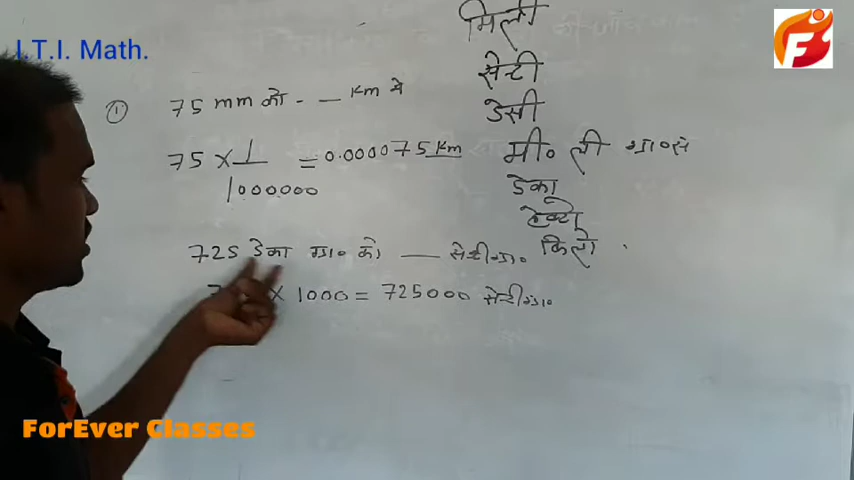 I.T.I. Math.
F
मिली
सेन्टी
डेसी
मी० ली ग्रा०से
डेका
हेक्टो
किलो
① 75 mm को - — Km मे
75 × 1/1000000 = 0.000075 Km
725 डेका ग्रा० को — सेन्टीग्रा०
× 1000 = 725000 सेन्टीग्रा०
ForEver Classes